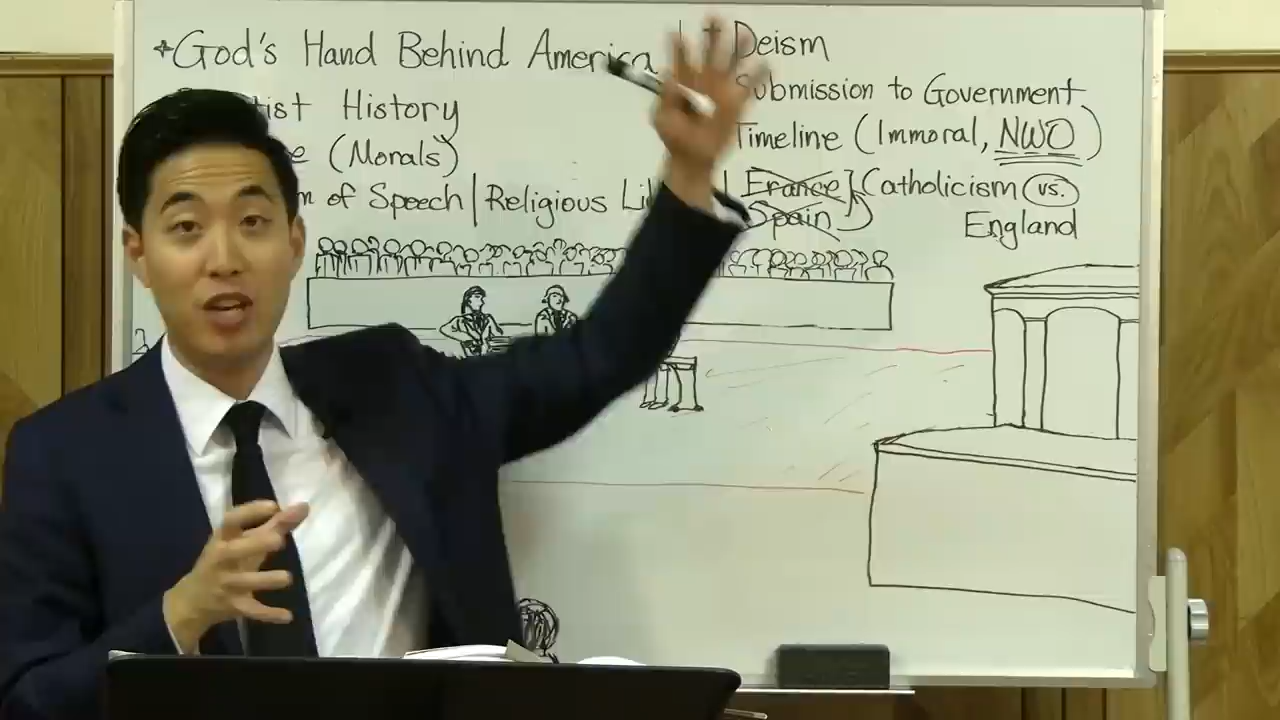 +God's Hand Behind America
History
(Morals)
of Speech | Religious
+ Deism
Submission to Government
Timeline (Immoral, NWO)
France } Catholicism vs.
Spain
England